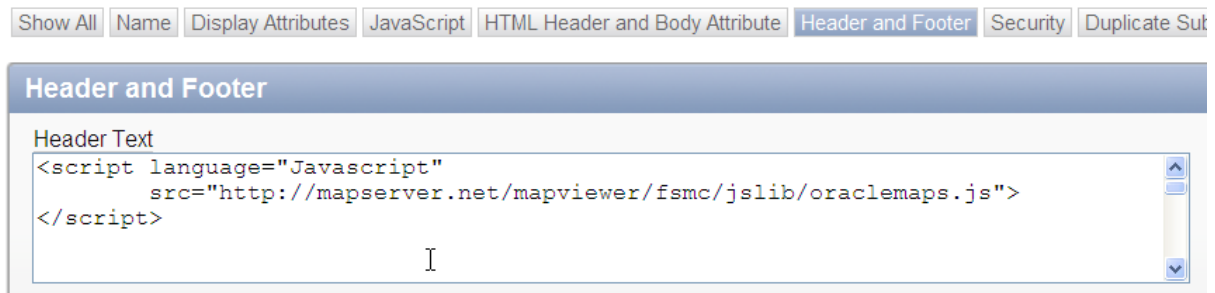 Show All Name Display Attributes JavaScript HTML Header and Body Attribute Header and Footer Security Duplicate Sub
Header and Footer
Header Text
<script language="Javascript"
src="http://mapserver.net/mapviewer/fsmc/jslib/oraclemaps.js">
</script>